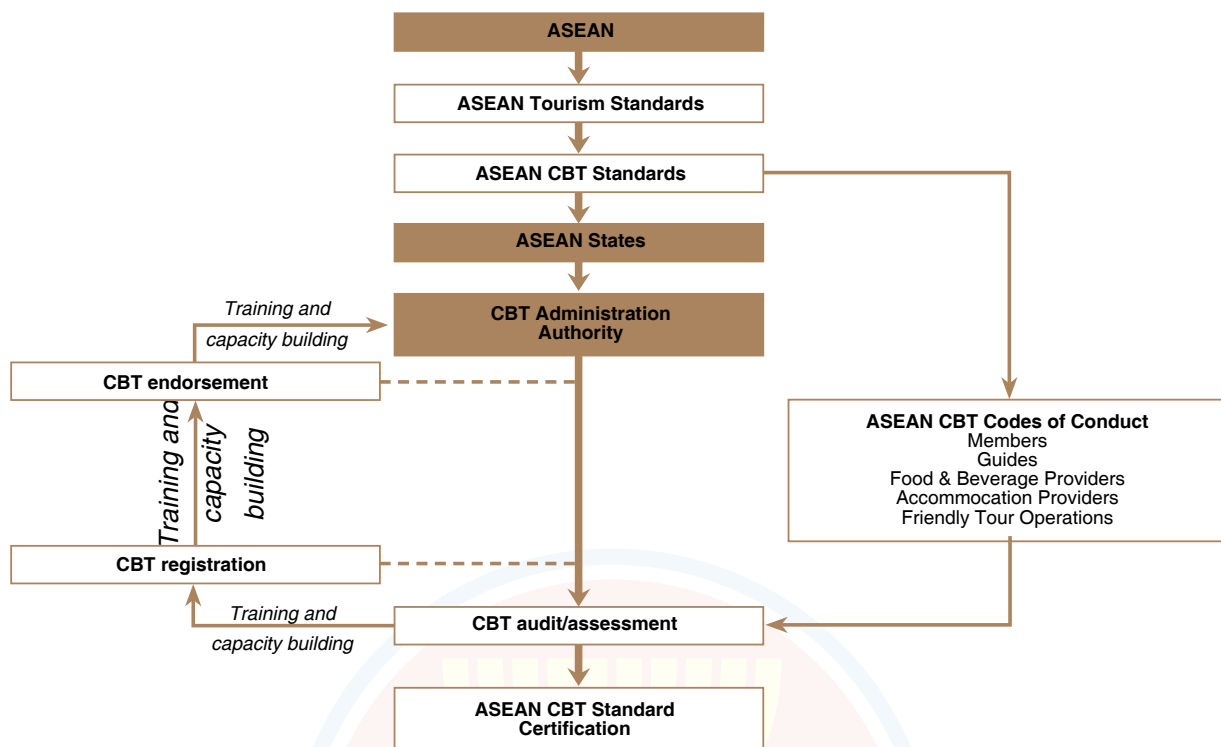 ASEAN
ASEAN Tourism Standards
ASEAN CBT Standards
ASEAN States
CBT Administration
Authority
Training and
capacity building
CBT endorsement
Training and
capacity
building
CBT registration
Training and
capacity building
ASEAN CBT Codes of Conduct
Members
Guides
Food & Beverage Providers
Accommocation Providers
Friendly Tour Operations
CBT audit/assessment
ASEAN CBT Standard
Certification